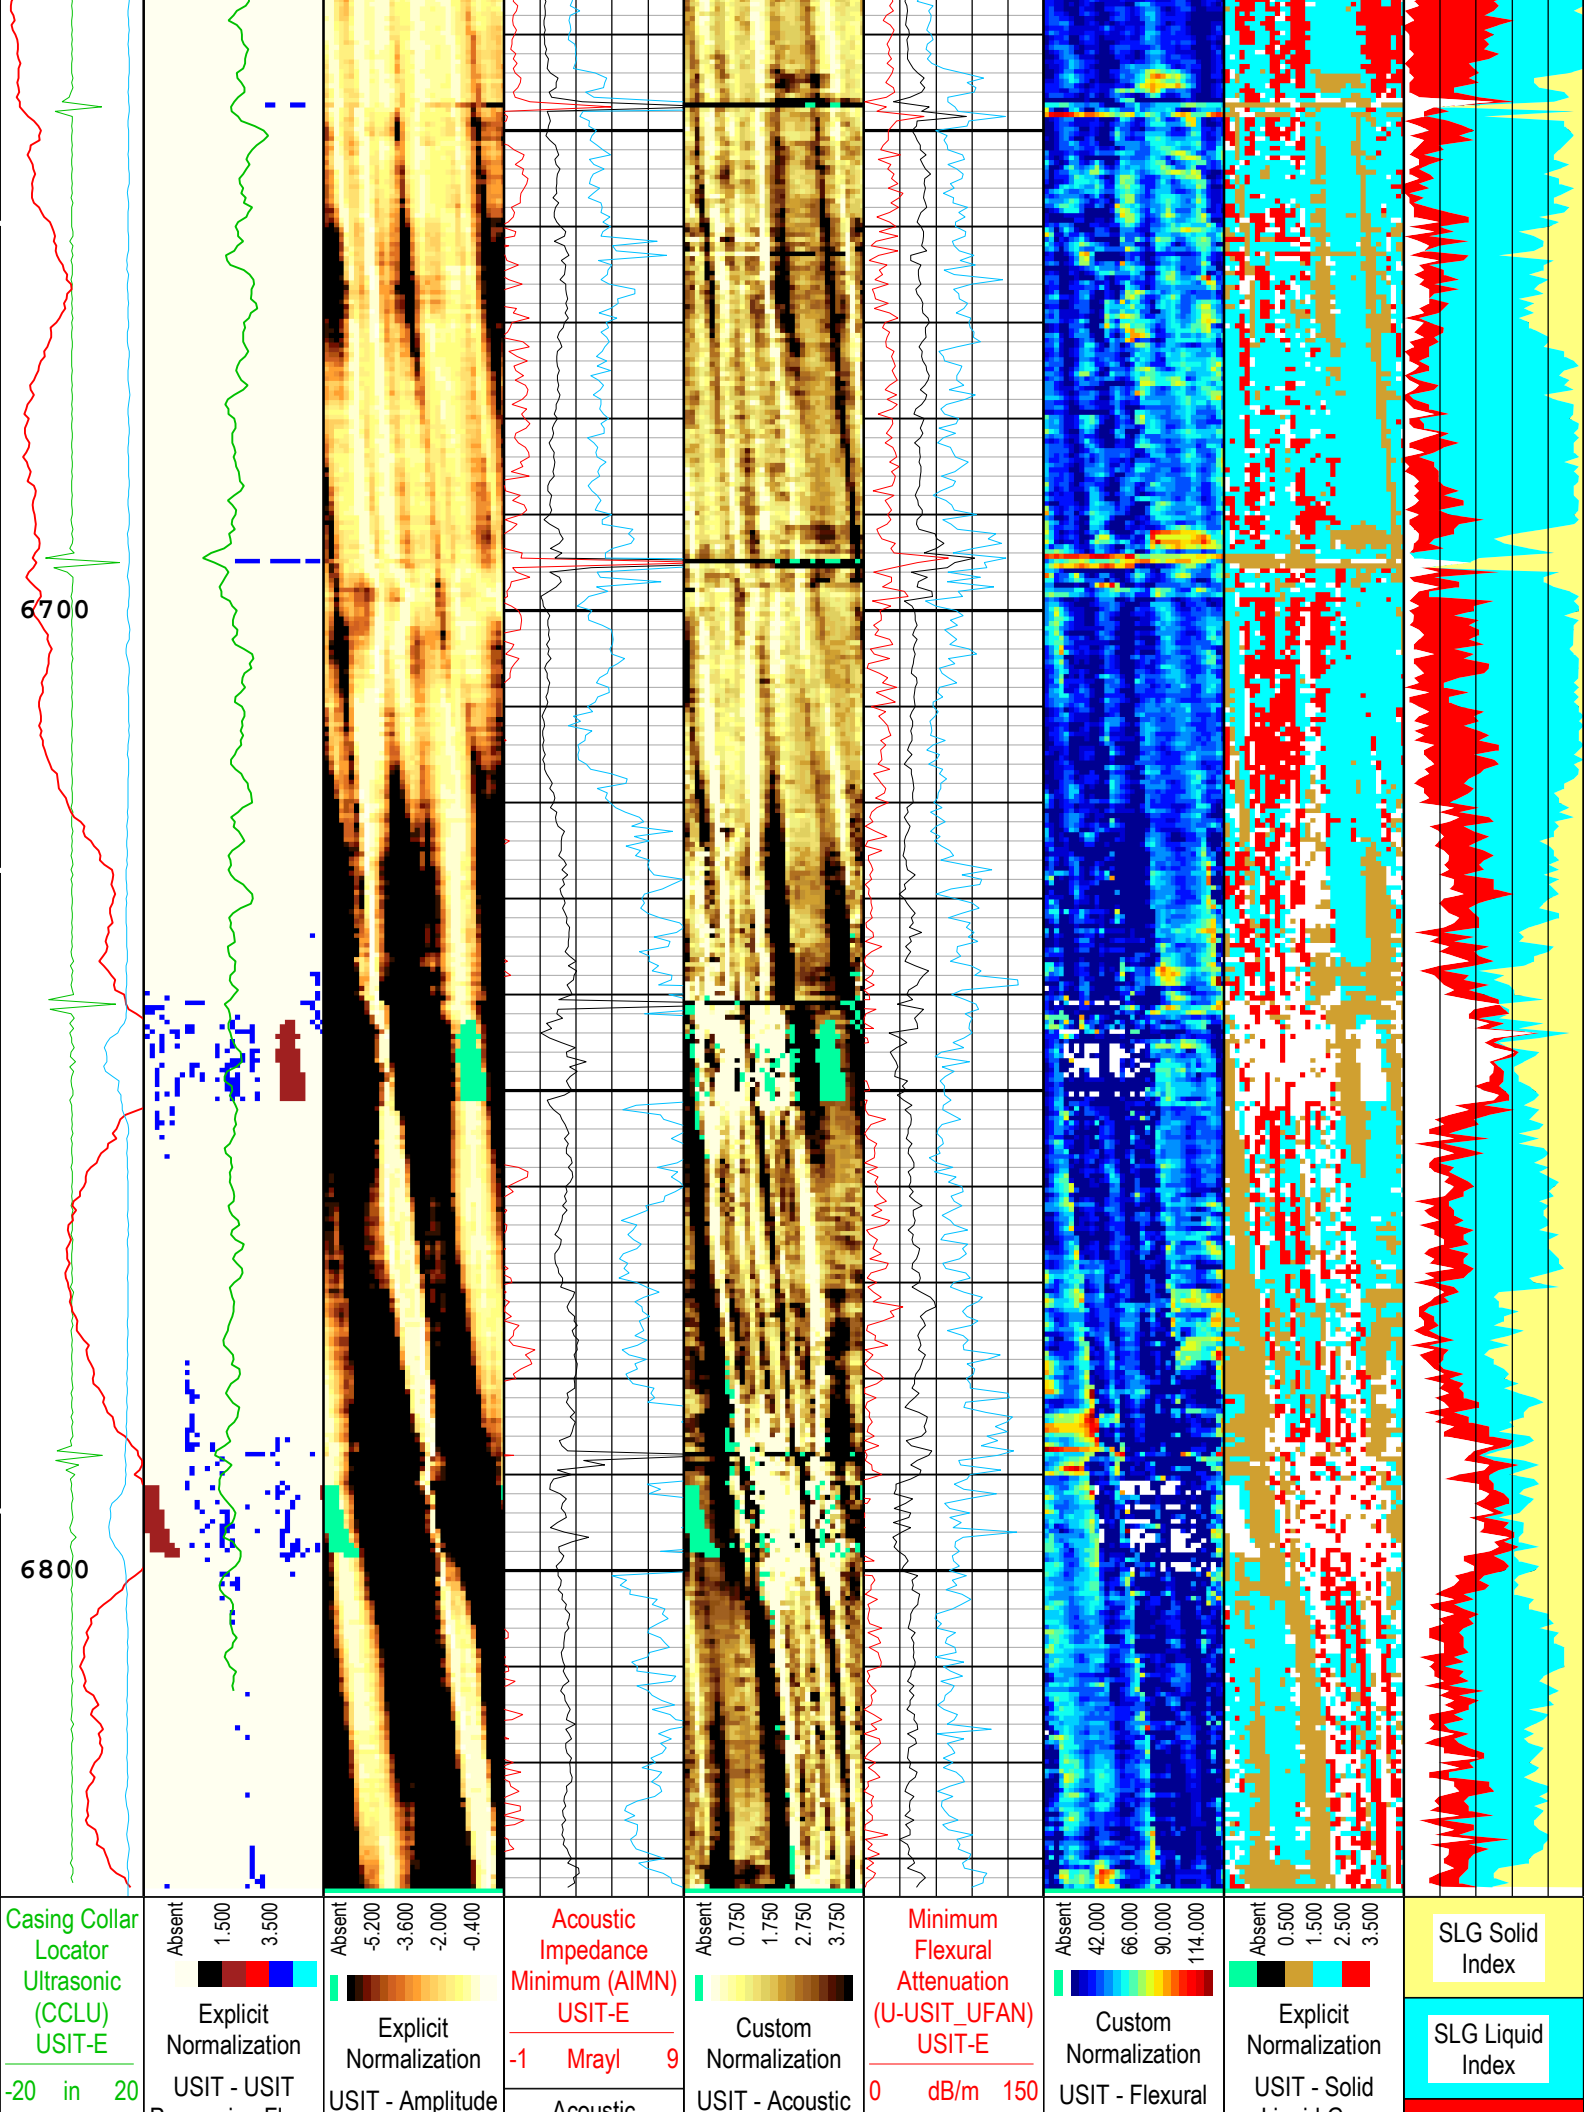 6700
6800
Casing Collar
Locator
Ultrasonic
(CCLU)
USIT-E
-20 in 20
Absent
1.500
3.500
Explicit
Normalization
USIT - USIT
Absent
-5.200
-3.600
-2.000
-0.400
Explicit
Normalization
USIT - Amplitude
Acoustic
Impedance
Minimum (AIMN)
USIT-E
-1 Mrayl 9
Acoustic
Absent
0.750
1.750
2.750
3.750
Custom
Normalization
USIT - Acoustic
Minimum
Flexural
Attenuation
(U-USIT_UFAN)
USIT-E
0 dB/m 150
Absent
42.000
66.000
90.000
114.000
Custom
Normalization
USIT - Flexural
Absent
0.500
1.500
2.500
3.500
Explicit
Normalization
USIT - Solid
SLG Solid
Index
SLG Liquid
Index